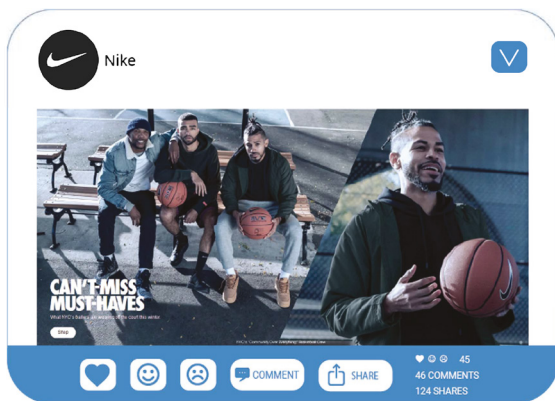 Nike
CAN'T-MISS
MUST-HAVES
What NYC's ballers are wearing off the court this winter.
Shop
COMMENT
SHARE
45
46 COMMENTS
124 SHARES